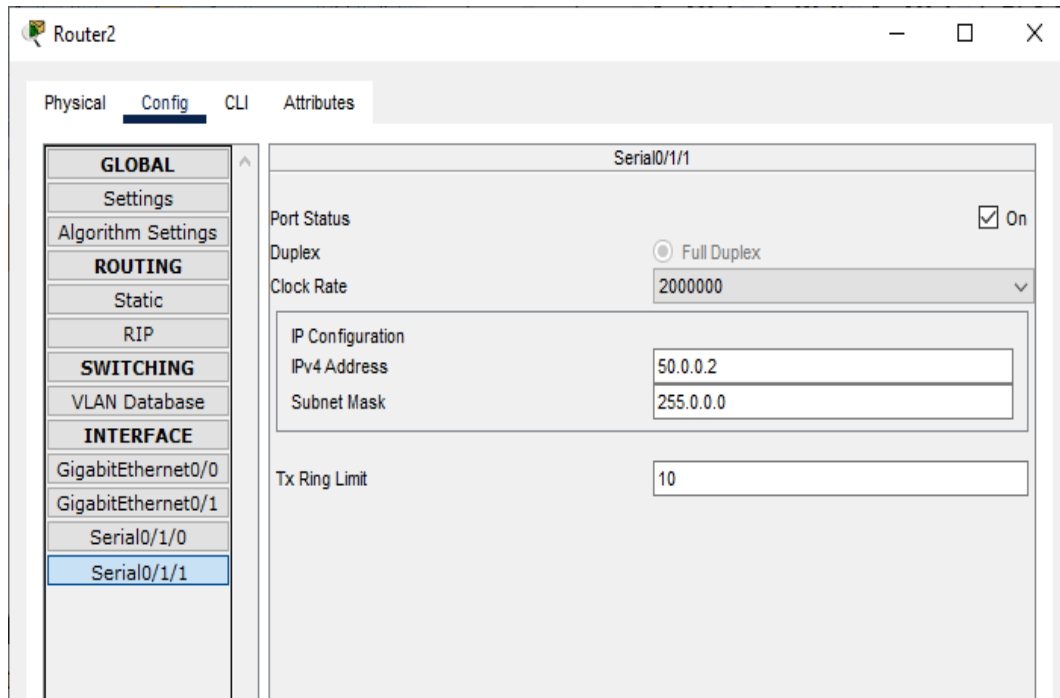 Router2
Physical Config CLI Attributes
GLOBAL
Settings
Algorithm Settings
ROUTING
Static
RIP
SWITCHING
VLAN Database
INTERFACE
GigabitEthernet0/0
GigabitEthernet0/1
Serial0/1/0
Serial0/1/1
Serial0/1/1
Port Status On
Duplex Full Duplex
Clock Rate 2000000
IP Configuration
IPv4 Address 50.0.0.2
Subnet Mask 255.0.0.0
Tx Ring Limit 10